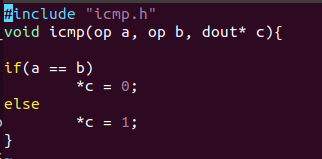 #include "icmp.h"
void icmp(op a, op b, dout* c){

if(a == b)
        *c = 0;
else
        *c = 1;
}